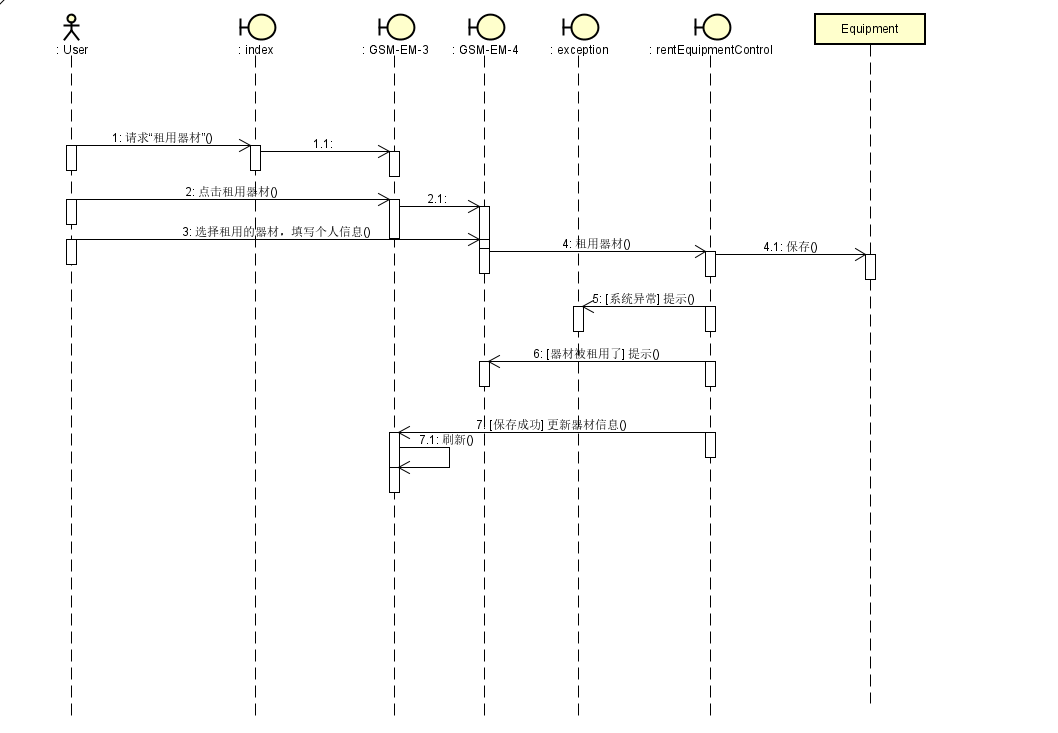 : User
: index
: GSM-EM-3
: GSM-EM-4
: exception
: rentEquipmentControl
Equipment
1: 请求“租用器材”()
1.1:
2: 点击租用器材()
2.1:
3: 选择租用的器材，填写个人信息()
4: 租用器材()
4.1: 保存()
5: [系统异常] 提示()
6: [器材被租用了] 提示()
7: [保存成功] 更新器材信息()
7.1: 刷新()